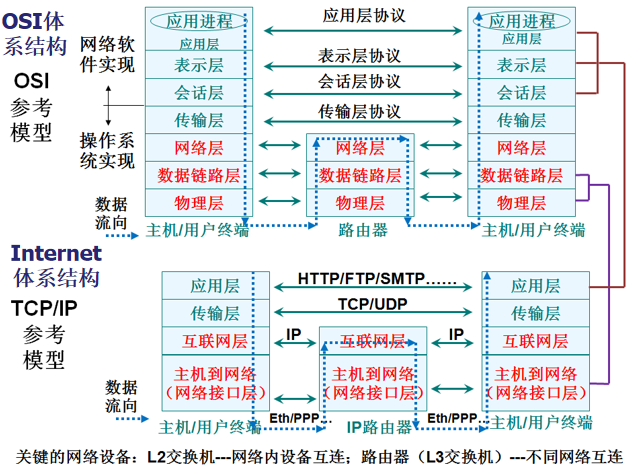 OSI体
系结构
OSI
参考
模型
网络软
件实现
操作系
统实现
数据
流向
应用进程
应用层
表示层
会话层
传输层
网络层
数据链路层
物理层
主机/用户终端
应用层协议
表示层协议
会话层协议
传输层协议
网络层
数据链路层
物理层
路由器
应用进程
应用层
表示层
会话层
传输层
网络层
数据链路层
物理层
主机/用户终端
Internet
体系结构
TCP/IP
参考
模型
数据
流向
应用层
传输层
互联网层
主机到网络
(网络接口层)
主机/用户终端
HTTP/FTP/SMTP……
TCP/UDP
IP
IP
互联网层
主机到网络
(网络接口层)
Eth/PPP…
IP路由器
Eth/PPP…
应用层
传输层
互联网层
主机到网络
(网络接口层)
主机/用户终端
关键的网络设备：L2交换机---网络内设备互连；路由器（L3交换机）---不同网络互连